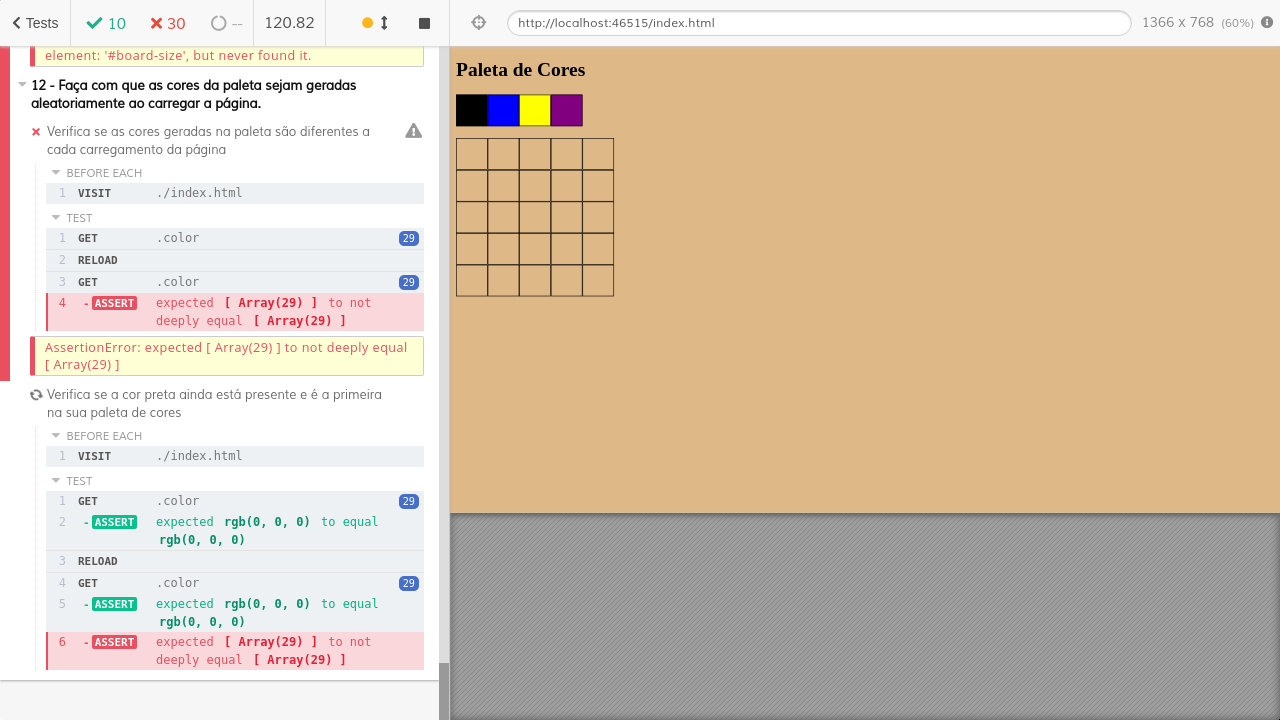 Tests
10
30
--
120.82
http://localhost:46515/index.html
1366 x 768 (60%)
element: '#board-size', but never found it.
12 - Faça com que as cores da paleta sejam geradas
aleatoriamente ao carregar a página.
Verifica se as cores geradas na paleta são diferentes a
cada carregamento da página
BEFORE EACH
1 VISIT ./index.html
TEST
1 GET .color 29
2 RELOAD
3 GET .color 29
4 -ASSERT expected [ Array(29) ] to not
deeply equal [ Array(29) ]
AssertionError: expected [ Array(29) ] to not deeply equal
[ Array(29) ]
Verifica se a cor preta ainda está presente e é a primeira
na sua paleta de cores
BEFORE EACH
1 VISIT ./index.html
TEST
1 GET .color 29
2 -ASSERT expected rgb(0, 0, 0) to equal
rgb(0, 0, 0)
3 RELOAD
4 GET .color 29
5 -ASSERT expected rgb(0, 0, 0) to equal
rgb(0, 0, 0)
6 -ASSERT expected [ Array(29) ] to not
deeply equal [ Array(29) ]
Paleta de Cores